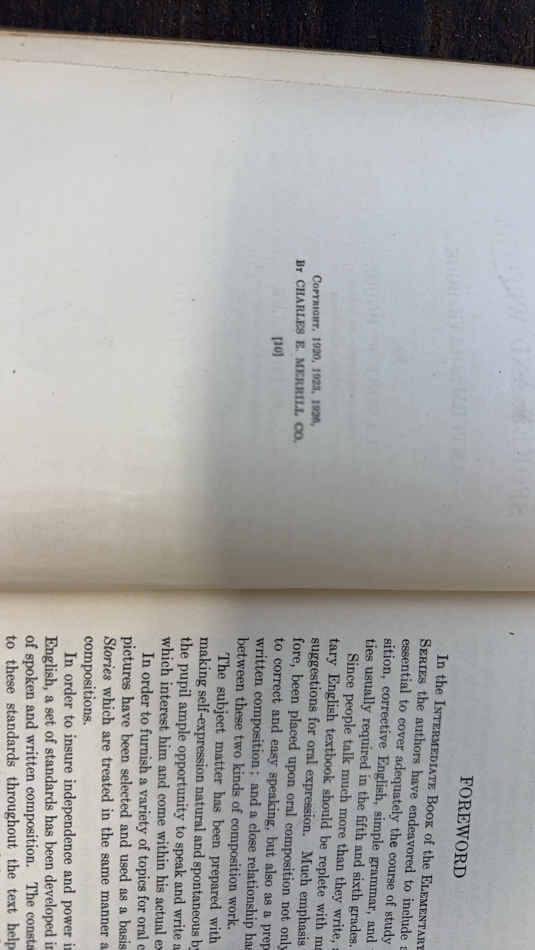 Copyright, 1920, 1923, 1926,
By CHARLES E. MERRILL CO.
[10]
FOREWORD
In the Intermediate Book of the
Series the authors have endeavored to include
essential to cover adequately the course of study
sition, corrective English, simple grammar, and
ties usually required in the fifth and sixth grades.
Since people talk much more than they write,
tary English textbook should be replete with
suggestions for oral expression. Much emphasis
fore, been placed upon oral composition not only
to correct and easy speaking, but also as a prep
written composition; and a close relationship ha
between these two kinds of composition work.
The subject matter has been prepared with
making self-expression natural and spontaneous b
the pupil ample opportunity to speak and write a
which interest him and come within his actual e
In order to furnish a variety of topics for oral c
pictures have been selected and used as a basis
Stories which are treated in the same manner a
compositions.
In order to insure independence and power i
English, a set of standards has been developed i
of spoken and written composition. The consta
to these standards throughout the text help